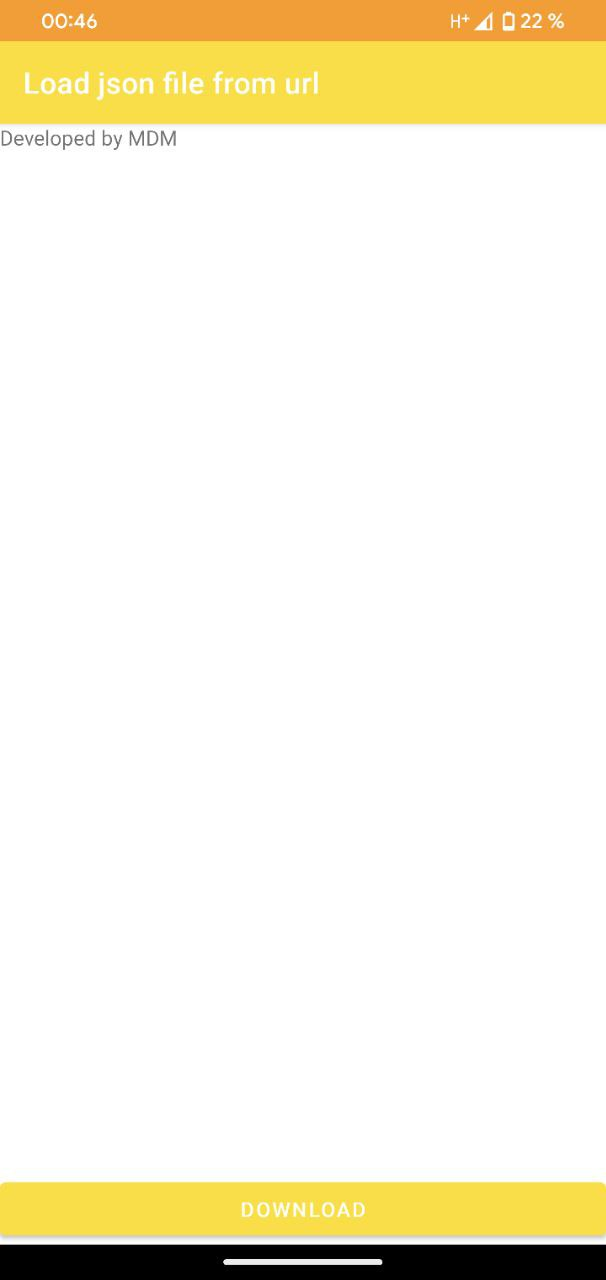 00:46 H+ 22 %
Load json file from url
Developed by MDM
DOWNLOAD